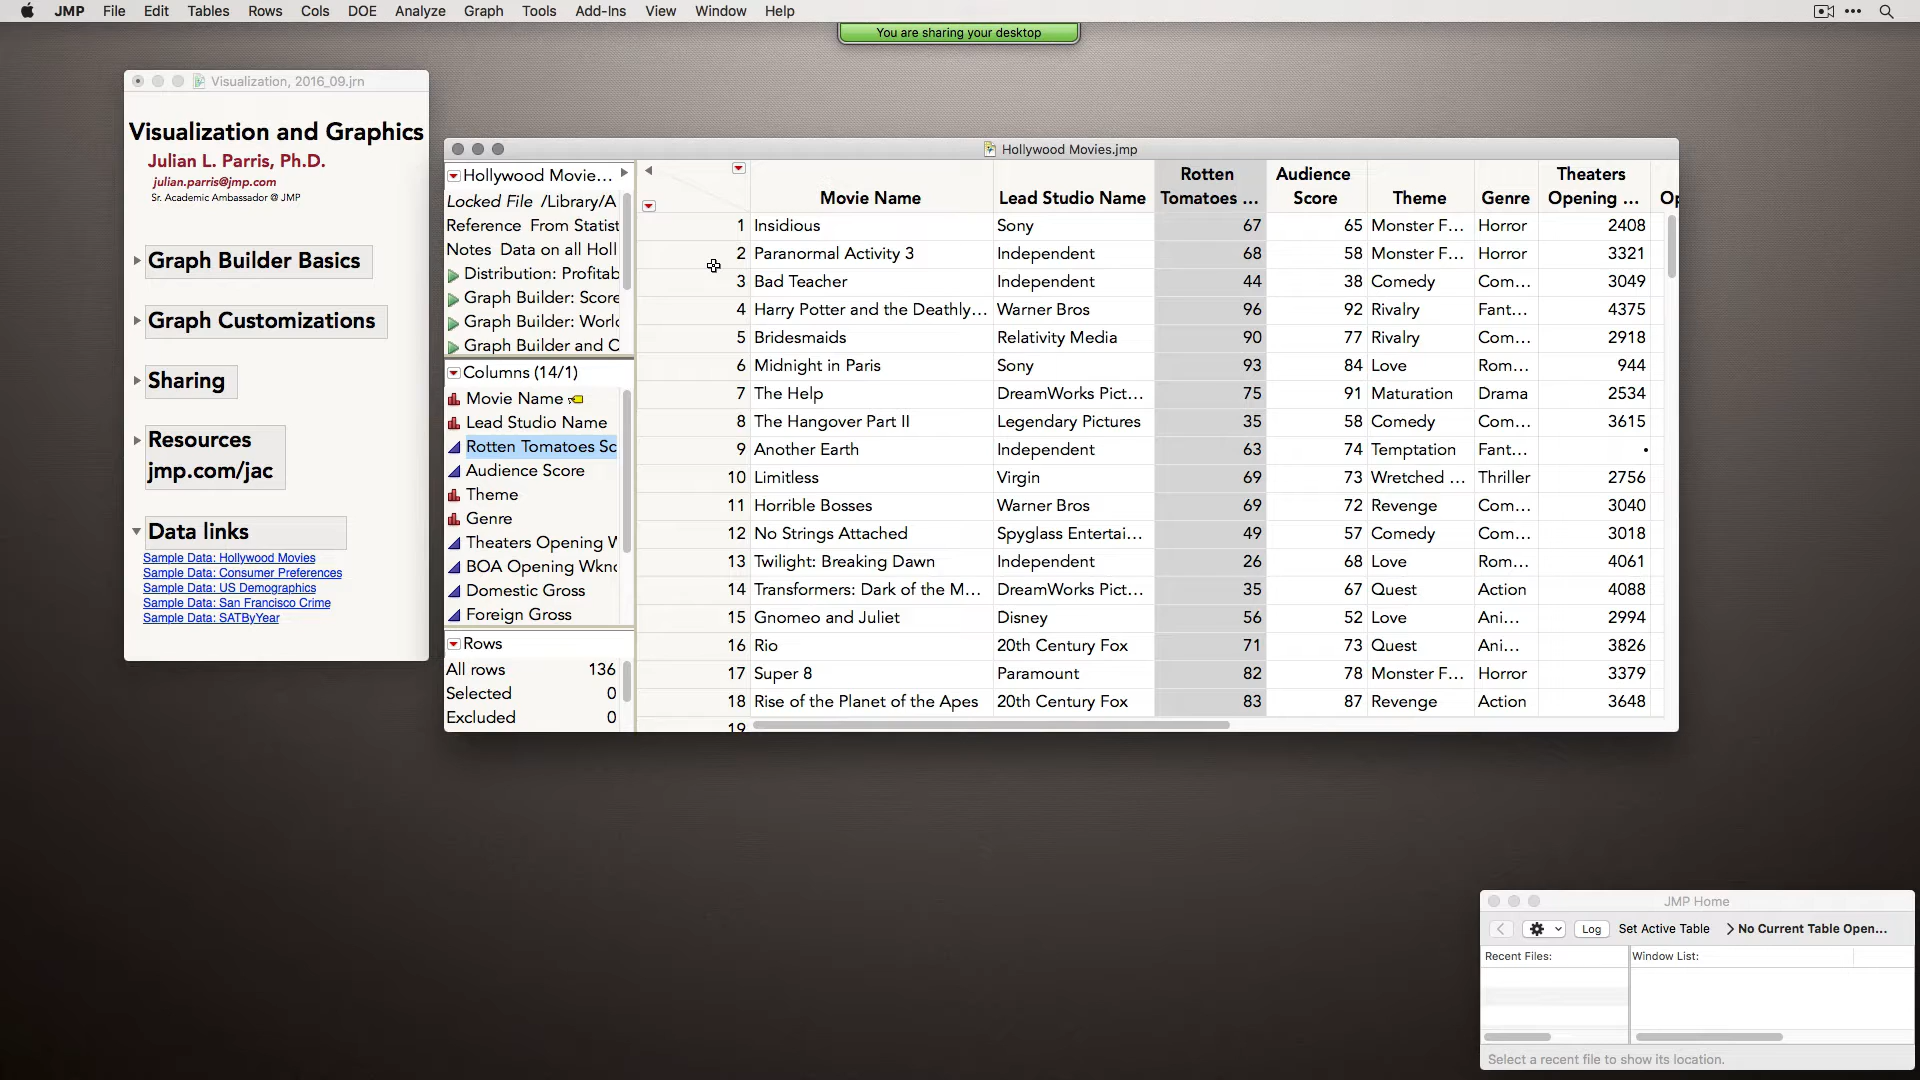 JMP File Edit Tables Rows Cols DOE Analyze Graph Tools Add-Ins View Window Help
You are sharing your desktop
Visualization, 2016_09.jrn
Visualization and Graphics
Julian L. Parris, Ph.D.
julian.parris@jmp.com
Sr. Academic Ambassador @ JMP
Graph Builder Basics
Graph Customizations
Sharing
Resources
jmp.com/jac
Data links
Sample Data: Hollywood Movies
Sample Data: Consumer Preferences
Sample Data: US Demographics
Sample Data: San Francisco Crime
Sample Data: SATByYear
Hollywood Movies.jmp
Hollywood Movie...
Locked File /Library/A
Reference From Statist
Notes Data on all Holl
Distribution: Profitab
Graph Builder: Score
Graph Builder: Worl
Graph Builder and C
Columns (14/1)
Movie Name
Lead Studio Name
Rotten Tomatoes Sc
Audience Score
Theme
Genre
Theaters Opening W
BOA Opening Wkn
Domestic Gross
Foreign Gross
Rows
All rows 136
Selected 0
Excluded 0
Movie Name Lead Studio Name Rotten Tomatoes ... Audience Score Theme Genre Theaters Opening ... Op
1 Insidious Sony 67 65 Monster F... Horror 2408
2 Paranormal Activity 3 Independent 68 58 Monster F... Horror 3321
3 Bad Teacher Independent 44 38 Comedy Com... 3049
4 Harry Potter and the Deathly... Warner Bros 96 92 Rivalry Fant... 4375
5 Bridesmaids Relativity Media 90 77 Rivalry Com... 2918
6 Midnight in Paris Sony 93 84 Love Rom... 944
7 The Help DreamWorks Pict... 75 91 Maturation Drama 2534
8 The Hangover Part II Legendary Pictures 35 58 Comedy Com... 3615
9 Another Earth Independent 63 74 Temptation Fant... •
10 Limitless Virgin 69 73 Wretched ... Thriller 2756
11 Horrible Bosses Warner Bros 69 72 Revenge Com... 3040
12 No Strings Attached Spyglass Entertai... 49 57 Comedy Com... 3018
13 Twilight: Breaking Dawn Independent 26 68 Love Rom... 4061
14 Transformers: Dark of the M... DreamWorks Pict... 35 67 Quest Action 4088
15 Gnomeo and Juliet Disney 56 52 Love Ani... 2994
16 Rio 20th Century Fox 71 73 Quest Ani... 3826
17 Super 8 Paramount 82 78 Monster F... Horror 3379
18 Rise of the Planet of the Apes 20th Century Fox 83 87 Revenge Action 3648
19
JMP Home
Log Set Active Table No Current Table Open...
Recent Files: Window List:
Select a recent file to show its location.